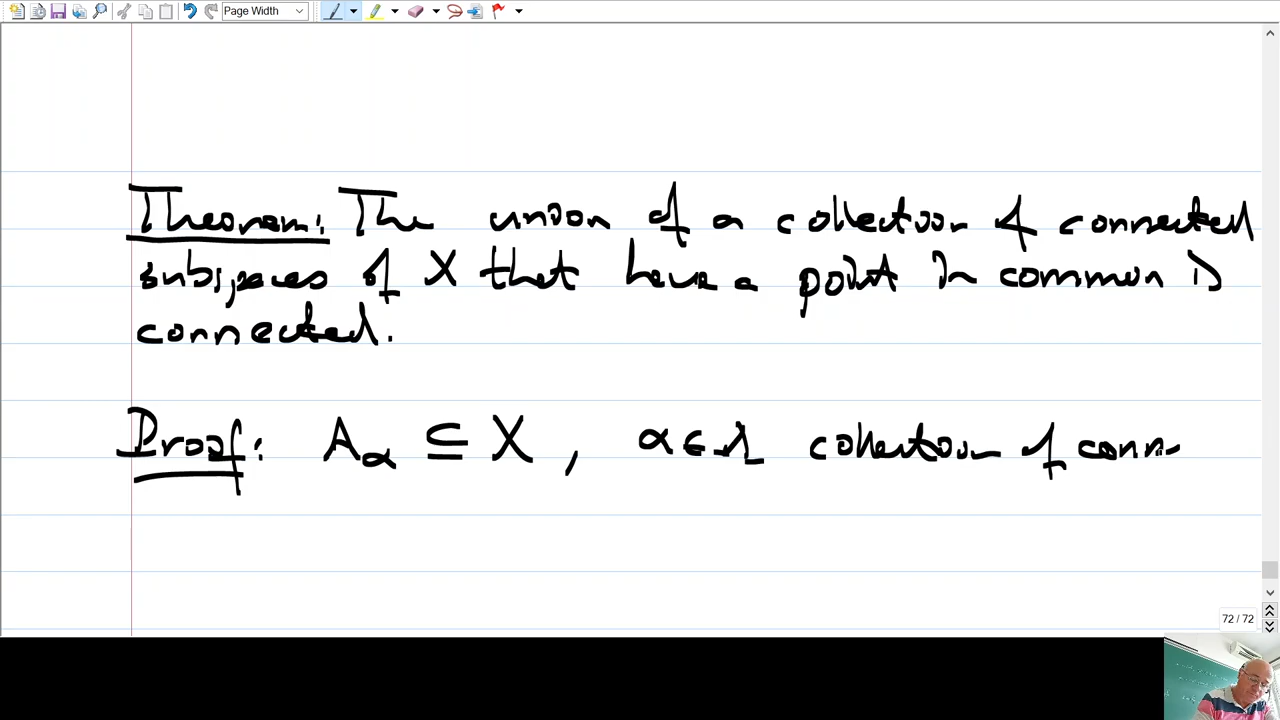 Page Width
Theorem: The union of a collection of connected
subspaces of X that have a point in common is
connected.
Proof: Aα ⊆ X, α ∈ Λ collection of conn
72 / 72